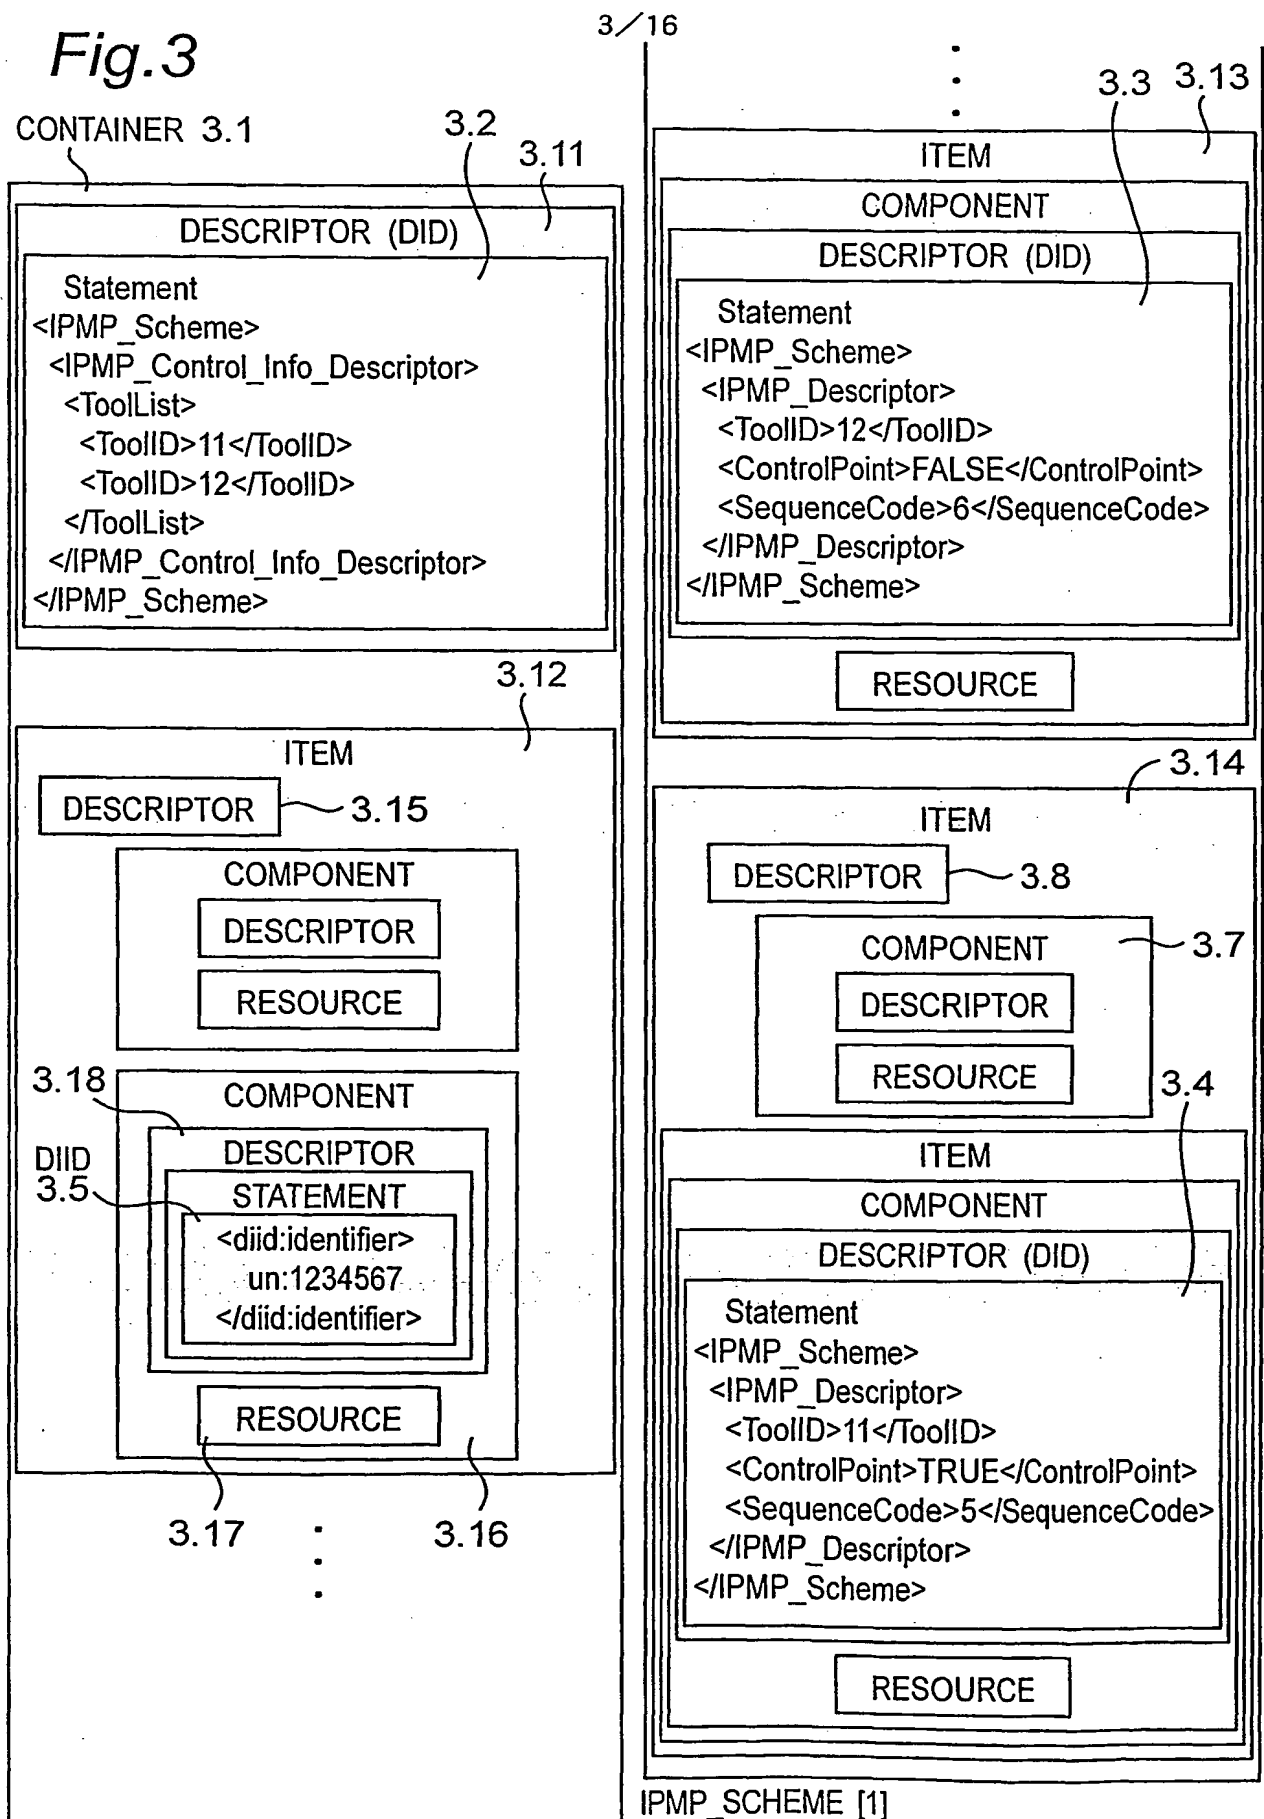 3/16
Fig.3
CONTAINER 3.1
3.2
3.11
DESCRIPTOR (DID)
Statement
<IPMP_Scheme>
<IPMP_Control_Info_Descriptor>
<ToolList>
<ToolID>11</ToolID>
<ToolID>12</ToolID>
</ToolList>
</IPMP_Control_Info_Descriptor>
</IPMP_Scheme>
3.12
ITEM
DESCRIPTOR
3.15
COMPONENT
DESCRIPTOR
RESOURCE
3.18
COMPONENT
DESCRIPTOR
DIID
3.5
STATEMENT
<diid:identifier>
un:1234567
</diid:identifier>
RESOURCE
3.17
3.16
3.3
3.13
ITEM
COMPONENT
DESCRIPTOR (DID)
Statement
<IPMP_Scheme>
<IPMP_Descriptor>
<ToolID>12</ToolID>
<ControlPoint>FALSE</ControlPoint>
<SequenceCode>6</SequenceCode>
</IPMP_Descriptor>
</IPMP_Scheme>
RESOURCE
3.14
ITEM
DESCRIPTOR
3.8
COMPONENT
3.7
DESCRIPTOR
RESOURCE
3.4
ITEM
COMPONENT
DESCRIPTOR (DID)
Statement
<IPMP_Scheme>
<IPMP_Descriptor>
<ToolID>11</ToolID>
<ControlPoint>TRUE</ControlPoint>
<SequenceCode>5</SequenceCode>
</IPMP_Descriptor>
</IPMP_Scheme>
RESOURCE
IPMP_SCHEME [1]